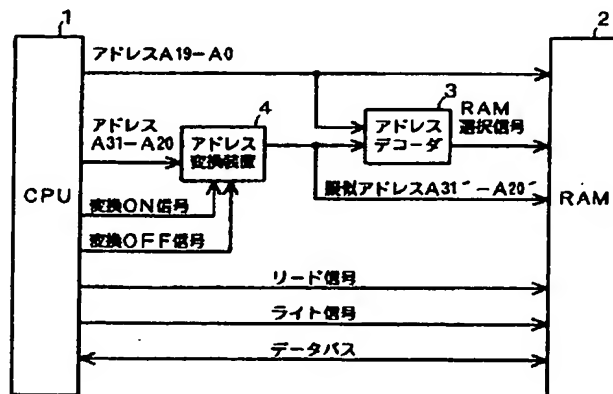 1
2
アドレスA19-A0
3
4
アドレス
A31-A20
アドレス
変換装置
アドレス
デコーダ
RAM
選択信号
CPU
擬似アドレスA31"-A20"
RAM
変換ON信号
変換OFF信号
リード信号
ライト信号
データバス